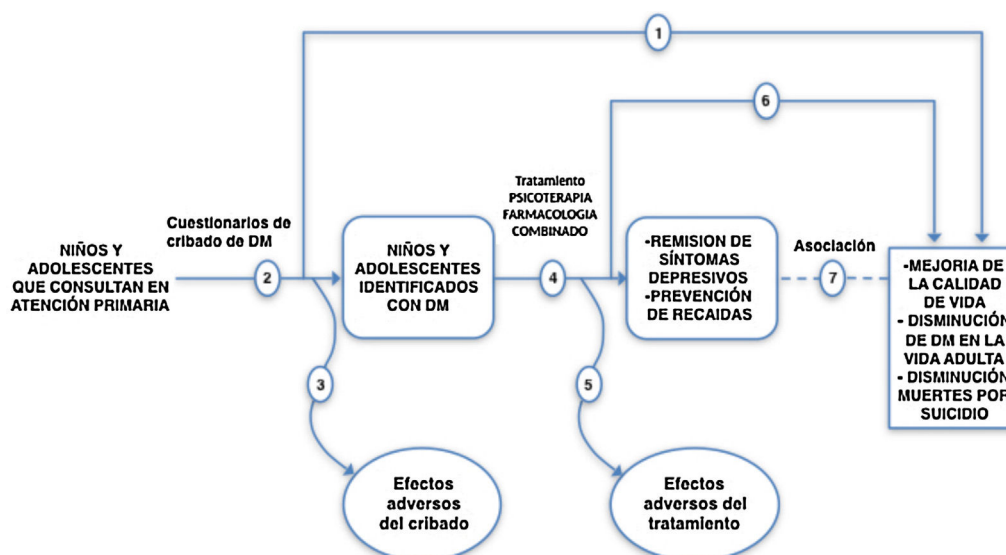 1
6
Tratamiento
PSICOTERAPIA
FARMACOLOGIA
COMBINADO
Cuestionarios de
cribado de DM
NIÑOS Y
ADOLESCENTES
QUE CONSULTAN EN
ATENCIÓN PRIMARIA
2
NIÑOS Y
ADOLESCENTES
IDENTIFICADOS
CON DM
4
-REMISION DE
SÍNTOMAS
DEPRESIVOS
-PREVENCIÓN
DE RECAIDAS
Asociación
7
-MEJORIA DE
LA CALIDAD
DE VIDA
- DISMINUCIÓN
DE DM EN LA
VIDA ADULTA
- DISMINUCIÓN
MUERTES POR
SUICIDIO
3
5
Efectos
adversos
del cribado
Efectos
adversos del
tratamiento